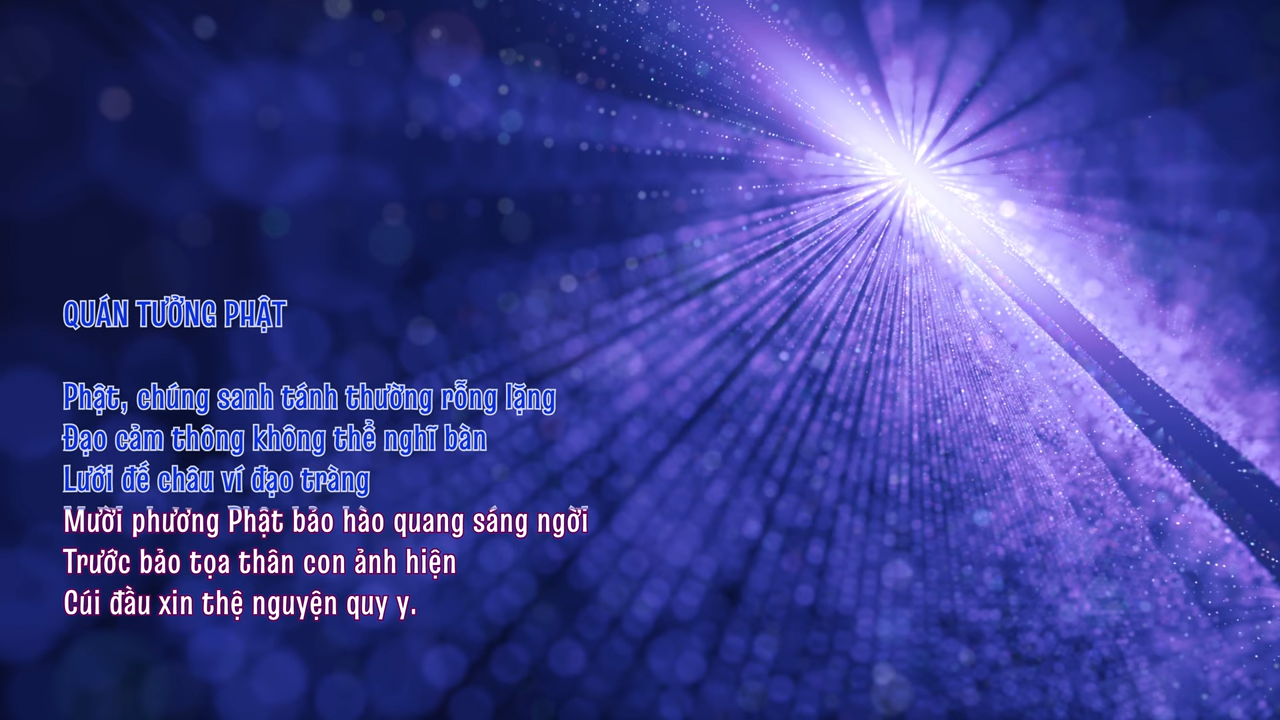 QUÁN TƯỞNG PHẬT
Phật, chúng sanh tánh thường rỗng lặng
Đạo cảm thông không thể nghĩ bàn
Lưới đế châu ví đạo tràng
Mười phương Phật bảo hào quang sáng ngời
Trước bảo tọa thân con ảnh hiện
Cúi đầu xin thệ nguyện quy y.